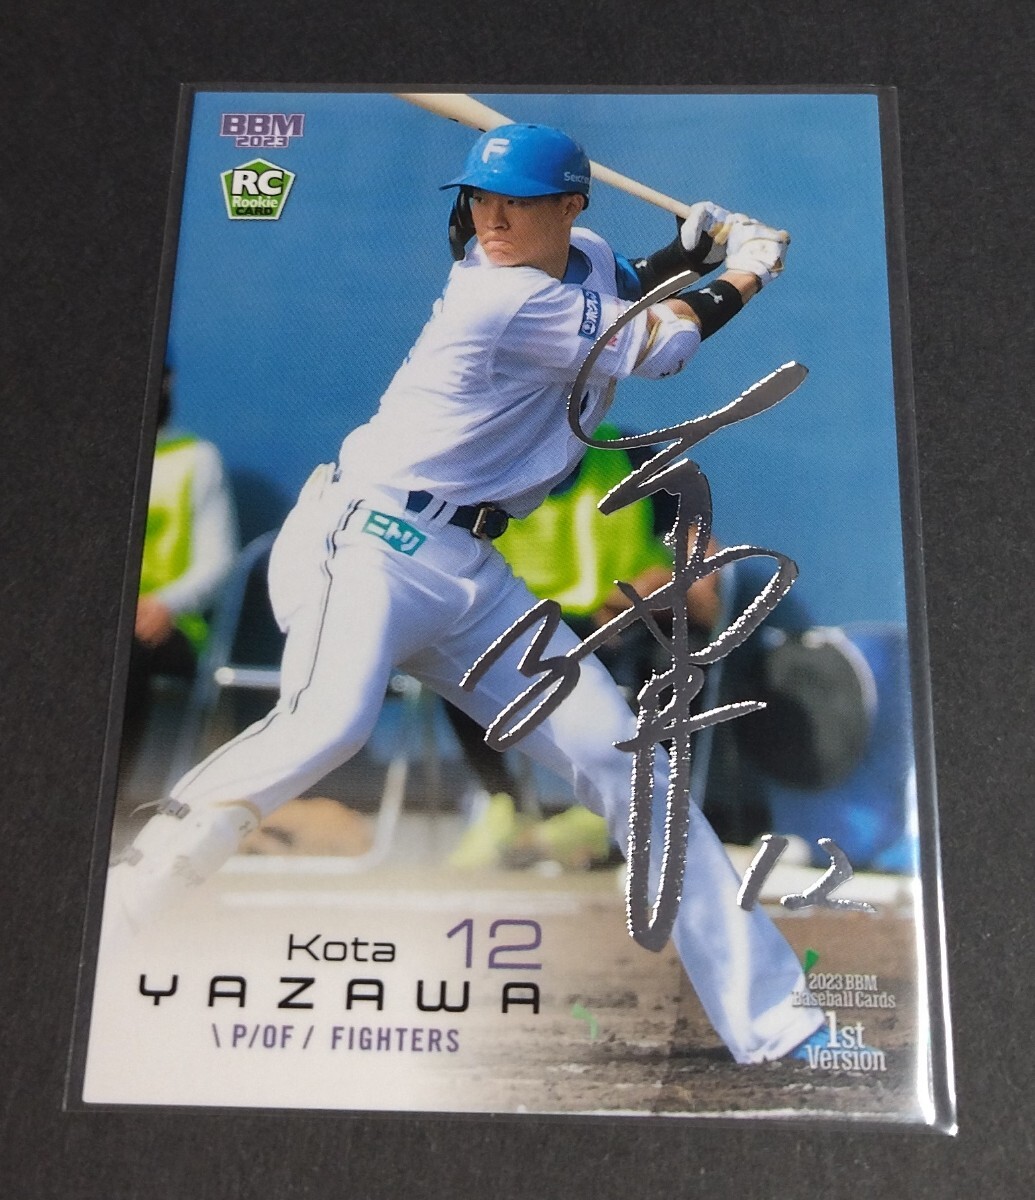 BBM
2023
RC
Rookie
CARD
F
ニトリ
12
Kota 12
YAZAWA
\ P/OF / FIGHTERS
2023 BBM
Baseball Cards
1st
Version